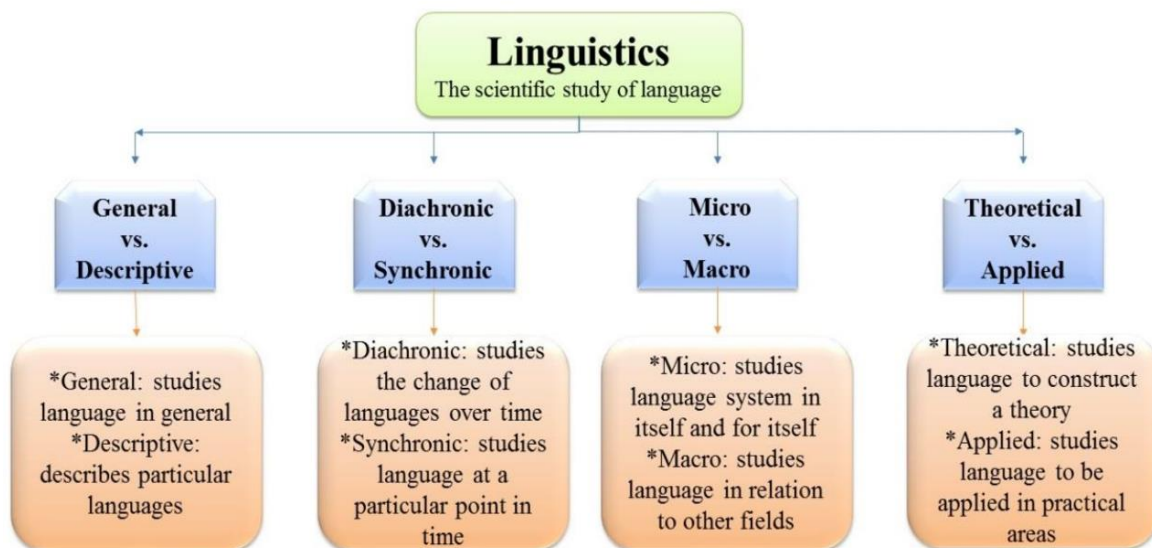 Linguistics
The scientific study of language
General
vs.
Descriptive
Diachronic
vs.
Synchronic
Micro
vs.
Macro
Theoretical
vs.
Applied
*General: studies
language in general
*Descriptive:
describes particular
languages
*Diachronic: studies
the change of
languages over time
*Synchronic: studies
language at a
particular point in
time
*Micro: studies
language system in
itself and for itself
*Macro: studies
language in relation
to other fields
*Theoretical: studies
language to construct
a theory
*Applied: studies
language to be
applied in practical
areas